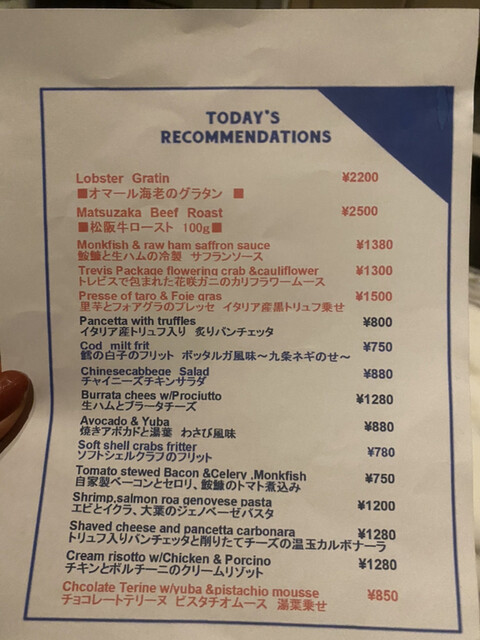 TODAY'S
RECOMMENDATIONS
Lobster Gratin ¥2200
■オマール海老のグラタン ■
Matsuzaka Beef Roast ¥2500
■松阪牛ロースト 100g■
Monkfish & raw ham saffron sauce ¥1380
鮟鱇と生ハムの冷製 サフランソース
Trevis Package flowering crab &cauliflower ¥1300
トレビスで包まれた花咲ガニのカリフラワームース
Presse of taro & Foie gras ¥1500
里芋とフォアグラのプレッセ イタリア産黒トリュフ乗せ
Pancetta with truffles ¥800
イタリア産トリュフ入り 炙りパンチェッタ
Cod milt frit ¥750
鱈の白子のフリット ボッタルガ風味〜九条ネギのせ〜
Chinesecabbege Salad ¥880
チャイニーズチキンサラダ
Burrata chees w/Prociutto ¥1280
生ハムとブラータチーズ
Avocado & Yuba ¥880
焼きアボカドと湯葉 わさび風味
Soft shell crabs fritter ¥780
ソフトシェルクラブのフリット
Tomato stewed Bacon &Celery ,Monkfish ¥750
自家製ベーコンとセロリ、鮟鱇のトマト煮込み
Shrimp,salmon roa genovese pasta ¥1200
エビとイクラ、大葉のジェノベーゼパスタ
Shaved cheese and pancetta carbonara ¥1280
トリュフ入りパンチェッタと削りたてチーズの温玉カルボナーラ
Cream risotto w/Chicken & Porcino ¥1280
チキンとポルチーニのクリームリゾット
Chcolate Terine w/yuba &pistachio mousse ¥850
チョコレートテリーヌ ピスタチオムース 湯葉乗せ